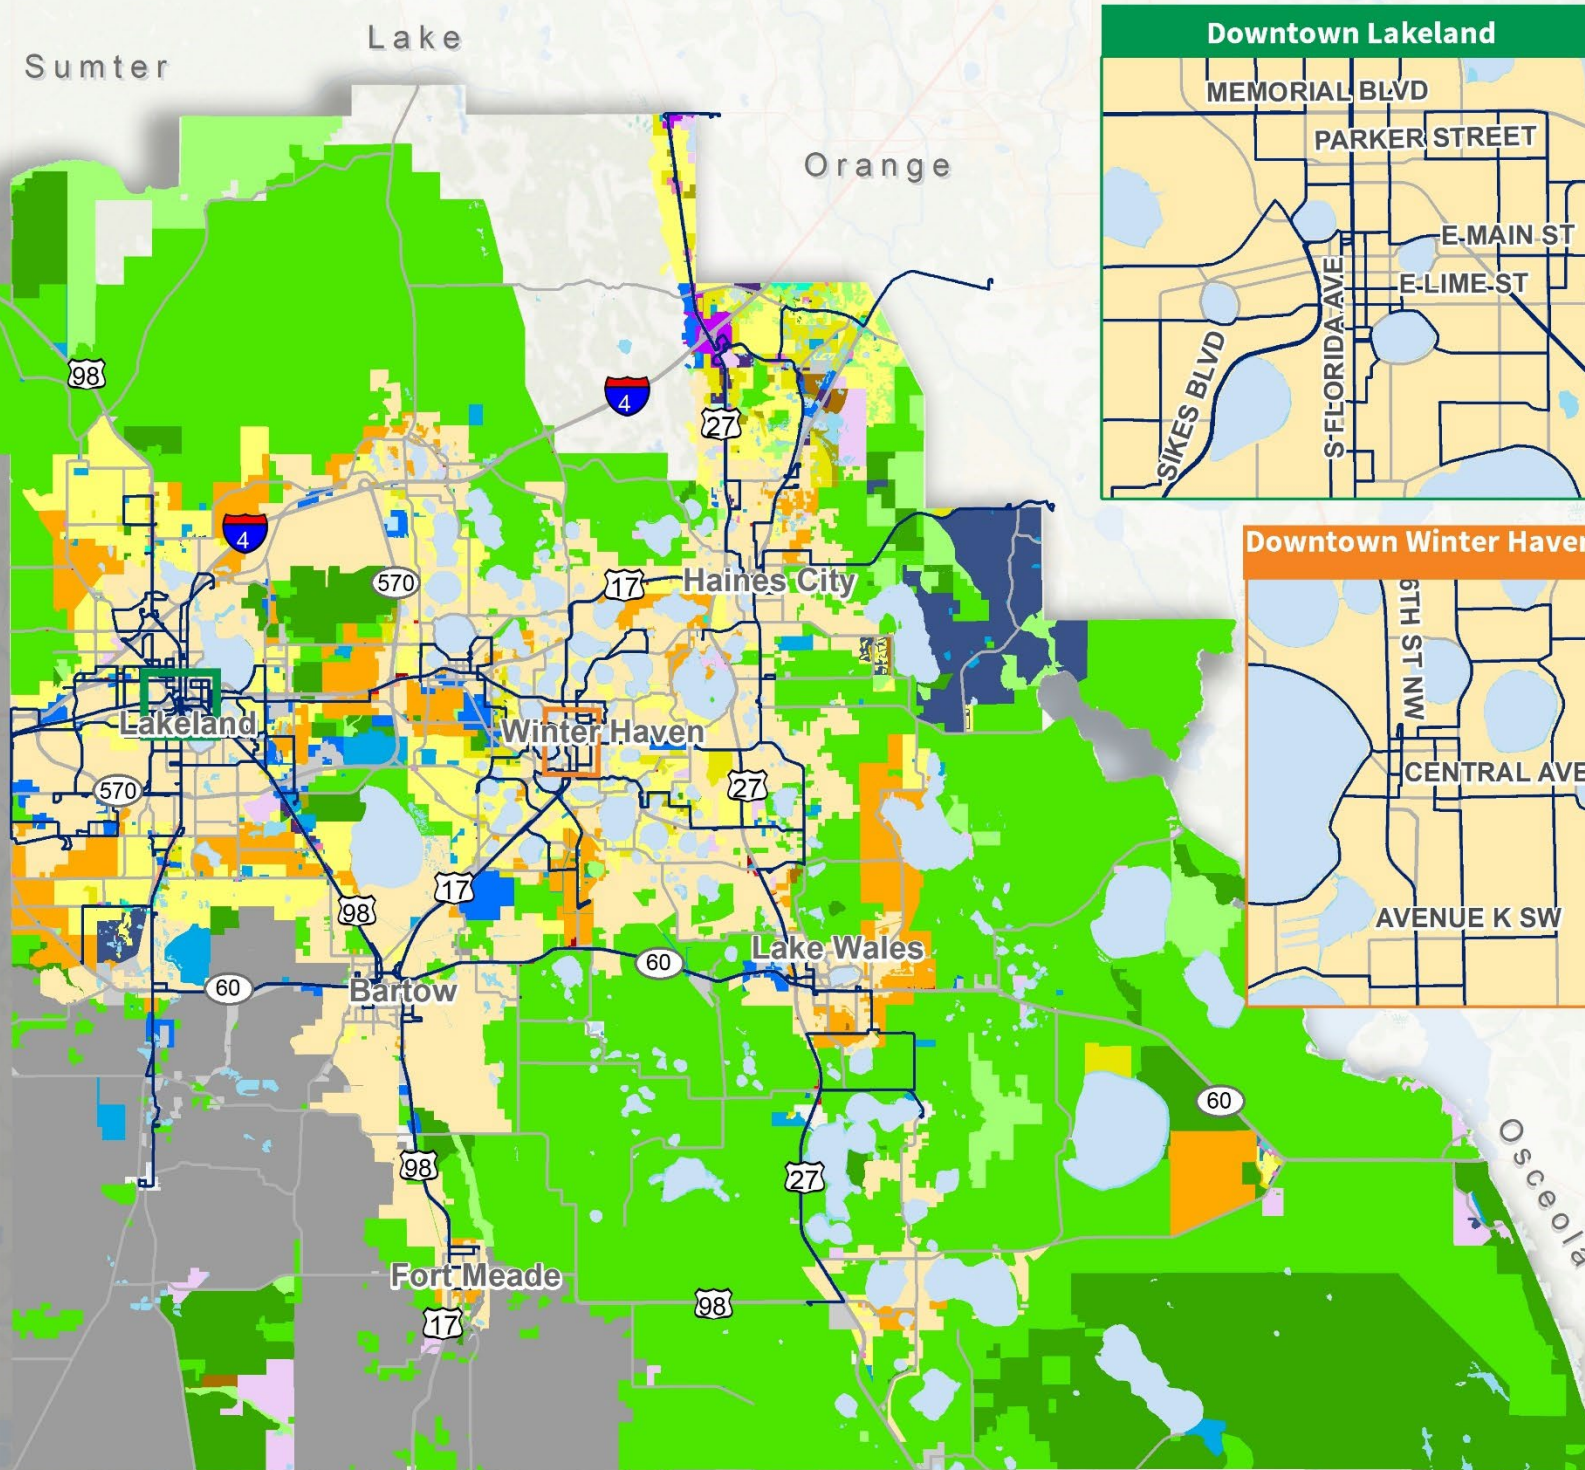 Lake
Sumter
Orange
Downtown Lakeland
MEMORIAL BLVD
PARKER STREET
E MAIN ST
E LIME ST
S FLORIDA AVE
SIKES BLVD
98
4
27
4
570
17
Haines City
Downtown Winter Haven
6TH ST NW
CENTRAL AVE
AVENUE K SW
Lakeland
Winter Haven
570
27
17
98
Lake Wales
60
60
Bartow
60
98
27
Osceola
Fort Meade
98
17